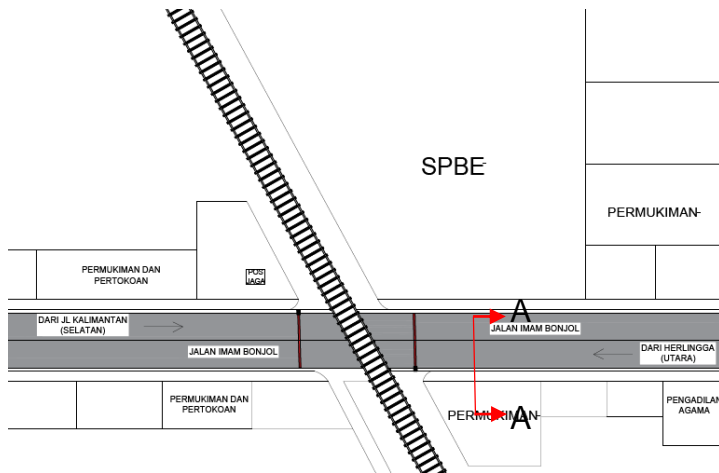 SPBE
PERMUKIMAN
PERMUKIMAN DAN
PERTOKOAN
POS
JAGA
DARI JL KALIMANTAN
(SELATAN)
A
JALAN IMAM BONJOL
JALAN IMAM BONJOL
DARI HERLINGGA
(UTARA)
PERMUKIMAN DAN
PERTOKOAN
PERMUKIMAN
A
PENGADILAN
AGAMA